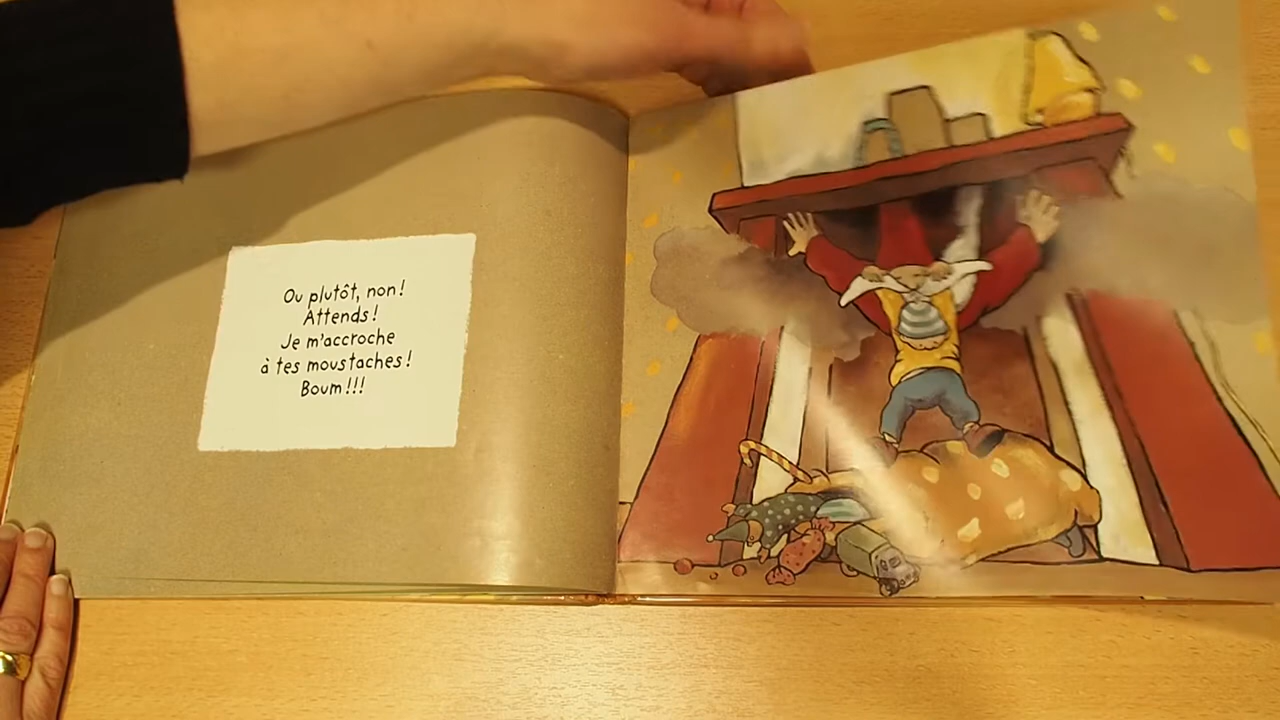 Ou plutôt, non!
Attends!
Je m'accroche
à tes moustaches!
Boum!!!